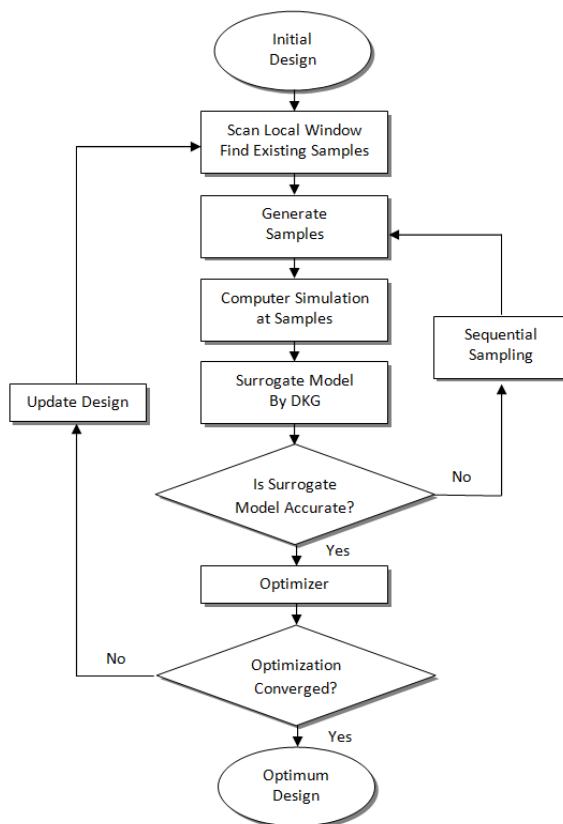 Initial
Design
Scan Local Window
Find Existing Samples
Generate
Samples
Computer Simulation
at Samples
Sequential
Sampling
Surrogate Model
By DKG
Update Design
Is Surrogate
Model Accurate?
No
Yes
Optimizer
No
Optimization
Converged?
Yes
Optimum
Design